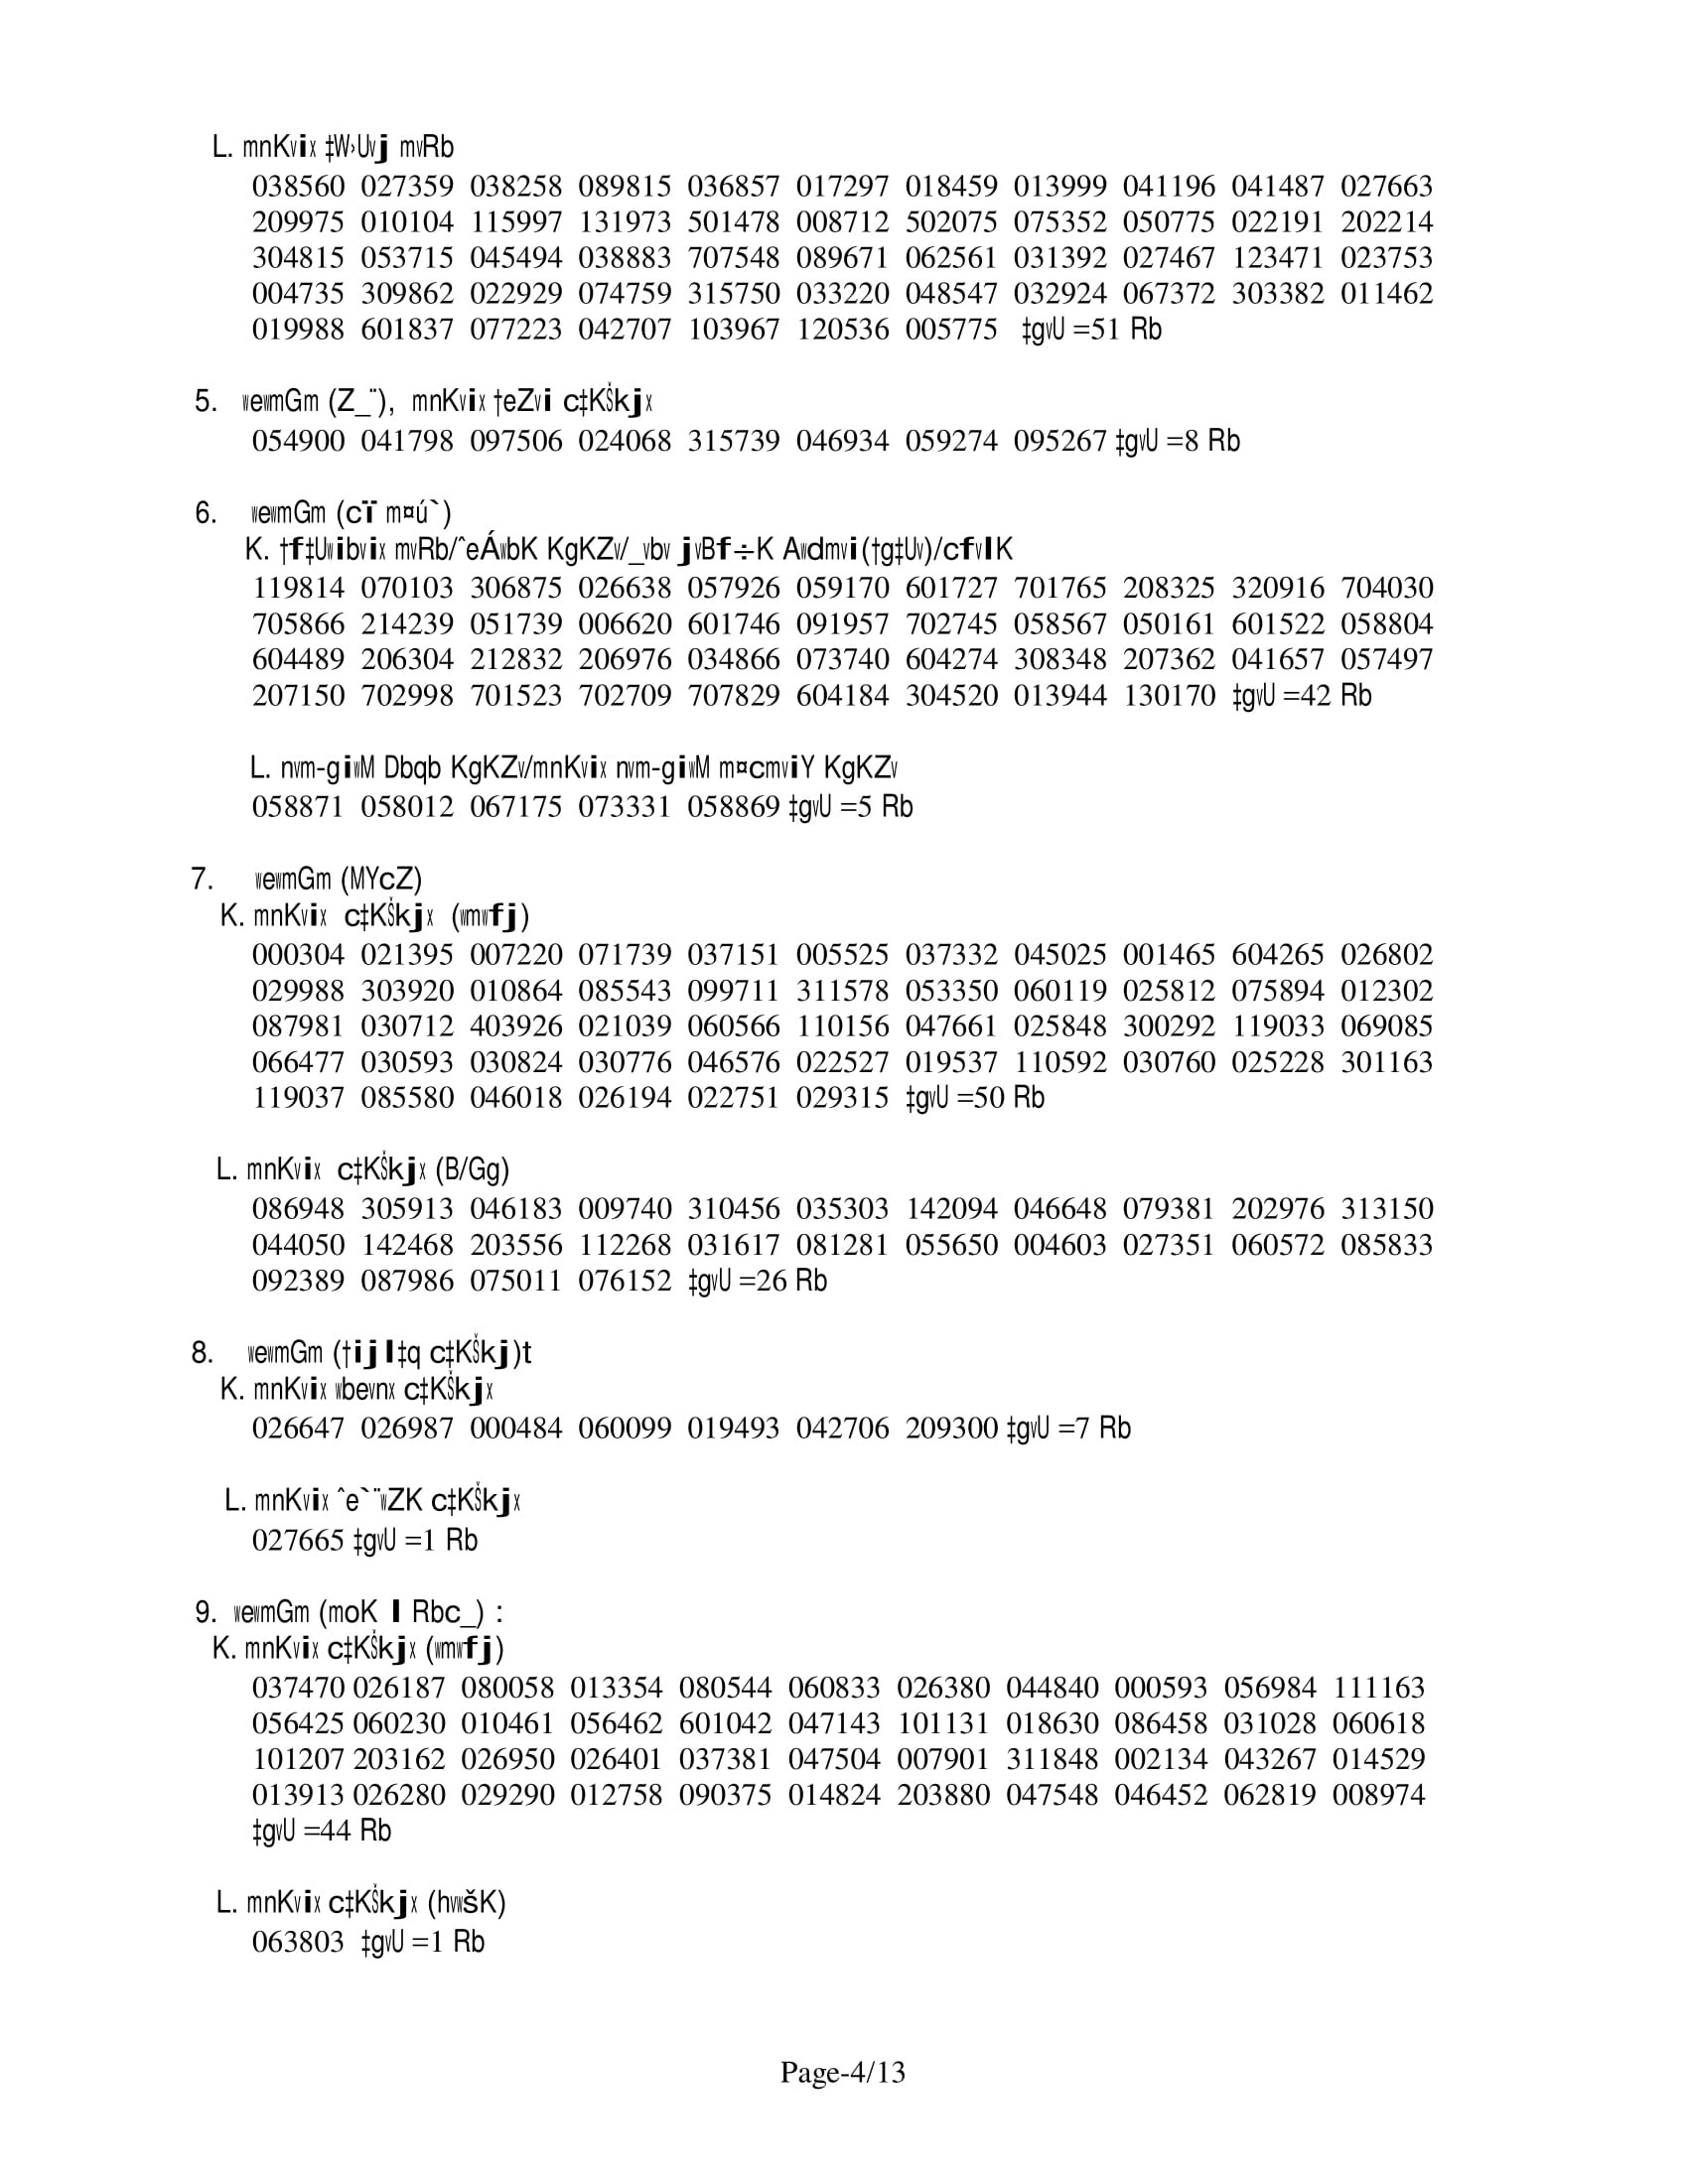 L. mnKvix ‡W›Uvj mvRb
038560 027359 038258 089815 036857 017297 018459 013999 041196 041487 027663
209975 010104 115997 131973 501478 008712 502075 075352 050775 022191 202214
304815 053715 045494 038883 707548 089671 062561 031392 027467 123471 023753
004735 309862 022929 074759 315750 033220 048547 032924 067372 303382 011462
019988 601837 077223 042707 103967 120536 005775 ‡gvU =51 Rb
5. wewmGm (Z_¨), mnKvix †eZvi c‡KŠkjx
054900 041798 097506 024068 315739 046934 059274 095267 ‡gvU =8 Rb
6. wewmGm (cï m¤ú`)
K. †f‡Uwibvix mvRb/ˆeÁwbK KgKZv/_vbv jvBf÷K Awdmvi(†g‡Uv)/cfvlK
119814 070103 306875 026638 057926 059170 601727 701765 208325 320916 704030
705866 214239 051739 006620 601746 091957 702745 058567 050161 601522 058804
604489 206304 212832 206976 034866 073740 604274 308348 207362 041657 057497
207150 702998 701523 702709 707829 604184 304520 013944 130170 ‡gvU =42 Rb
L. nvm-giwM Dbqb KgKZv/mnKvix nvm-giwM m¤cmviY KgKZv
058871 058012 067175 073331 058869 ‡gvU =5 Rb
7. wewmGm (MYcZ)
K. mnKvix c‡KŠkjx (wmwfj)
000304 021395 007220 071739 037151 005525 037332 045025 001465 604265 026802
029988 303920 010864 085543 099711 311578 053350 060119 025812 075894 012302
087981 030712 403926 021039 060566 110156 047661 025848 300292 119033 069085
066477 030593 030824 030776 046576 022527 019537 110592 030760 025228 301163
119037 085580 046018 026194 022751 029315 ‡gvU =50 Rb
L. mnKvix c‡KŠkjx (B/Gg)
086948 305913 046183 009740 310456 035303 142094 046648 079381 202976 313150
044050 142468 203556 112268 031617 081281 055650 004603 027351 060572 085833
092389 087986 075011 076152 ‡gvU =26 Rb
8. wewmGm (†ijl‡q c‡KŠkj)t
K. mnKvix wbevnx c‡KŠkjx
026647 026987 000484 060099 019493 042706 209300 ‡gvU =7 Rb
L. mnKvix ˆe`¨wZK c‡KŠkjx
027665 ‡gvU =1 Rb
9. wewmGm (moK l Rbc_) :
K. mnKvix c‡KŠkjx (wmwfj)
037470 026187 080058 013354 080544 060833 026380 044840 000593 056984 111163
056425 060230 010461 056462 601042 047143 101131 018630 086458 031028 060618
101207 203162 026950 026401 037381 047504 007901 311848 002134 043267 014529
013913 026280 029290 012758 090375 014824 203880 047548 046452 062819 008974
‡gvU =44 Rb
L. mnKvix c‡KŠkjx (hvwšK)
063803 ‡gvU =1 Rb
Page-4/13